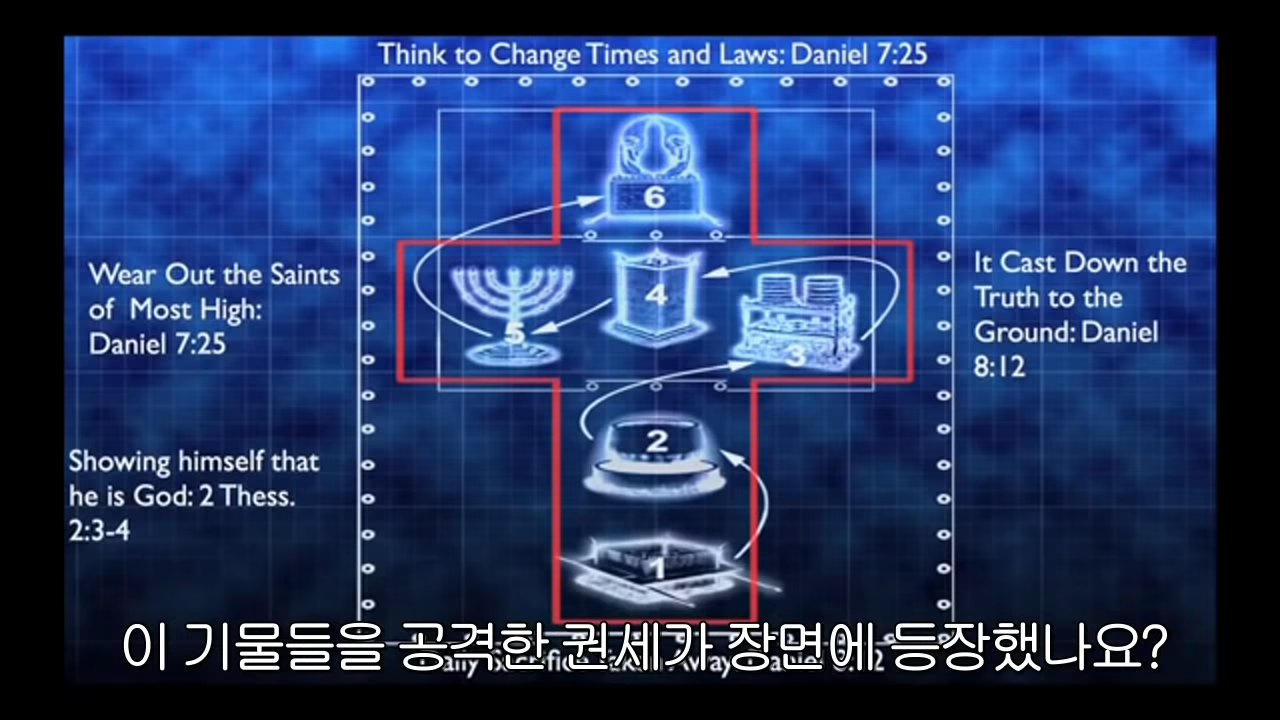 Think to Change Times and Laws: Daniel 7:25
6
Wear Out the Saints
of Most High:
Daniel 7:25
It Cast Down the
Truth to the
Ground: Daniel
8:12
4
5
3
2
Showing himself that
he is God: 2 Thess.
2:3-4
1
이 기물들을 공격한 권세가 장면에 등장했나요?